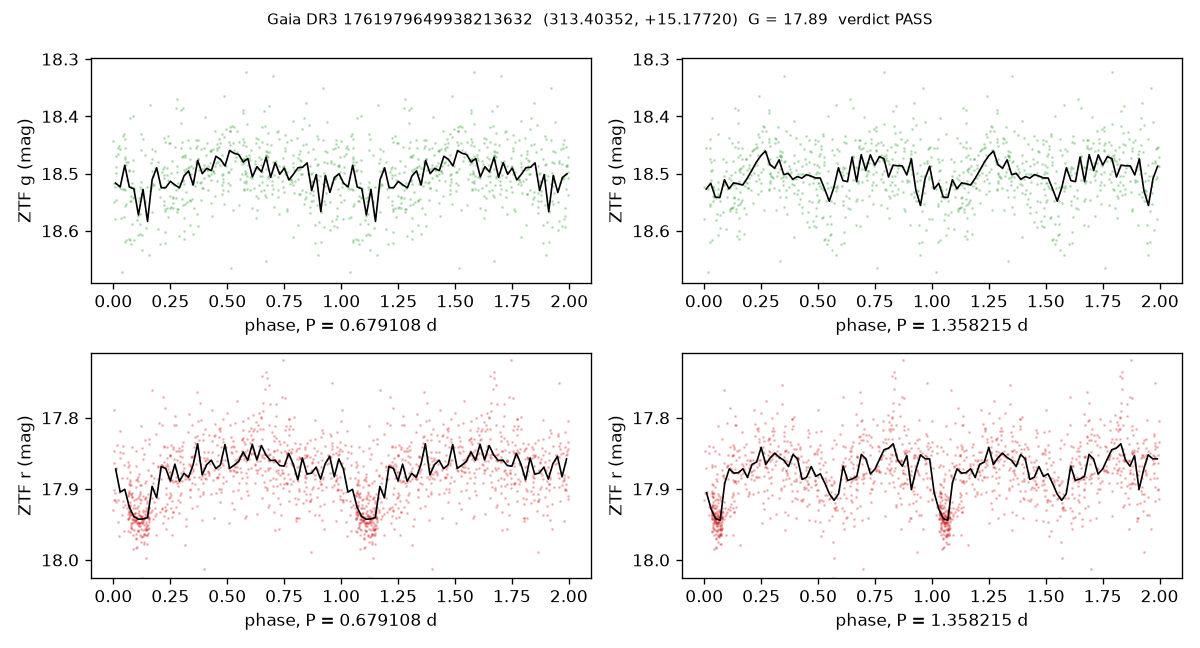 Gaia DR3 1761979649938213632  (313.40352, +15.17720)  G = 17.89  verdict PASS
ZTF g (mag)
18.3
18.4
18.5
18.6
0.00 0.25 0.50 0.75 1.00 1.25 1.50 1.75 2.00
phase, P = 0.679108 d
ZTF g (mag)
18.3
18.4
18.5
18.6
0.00 0.25 0.50 0.75 1.00 1.25 1.50 1.75 2.00
phase, P = 1.358215 d
ZTF r (mag)
17.8
17.9
18.0
0.00 0.25 0.50 0.75 1.00 1.25 1.50 1.75 2.00
phase, P = 0.679108 d
ZTF r (mag)
17.8
17.9
18.0
0.00 0.25 0.50 0.75 1.00 1.25 1.50 1.75 2.00
phase, P = 1.358215 d